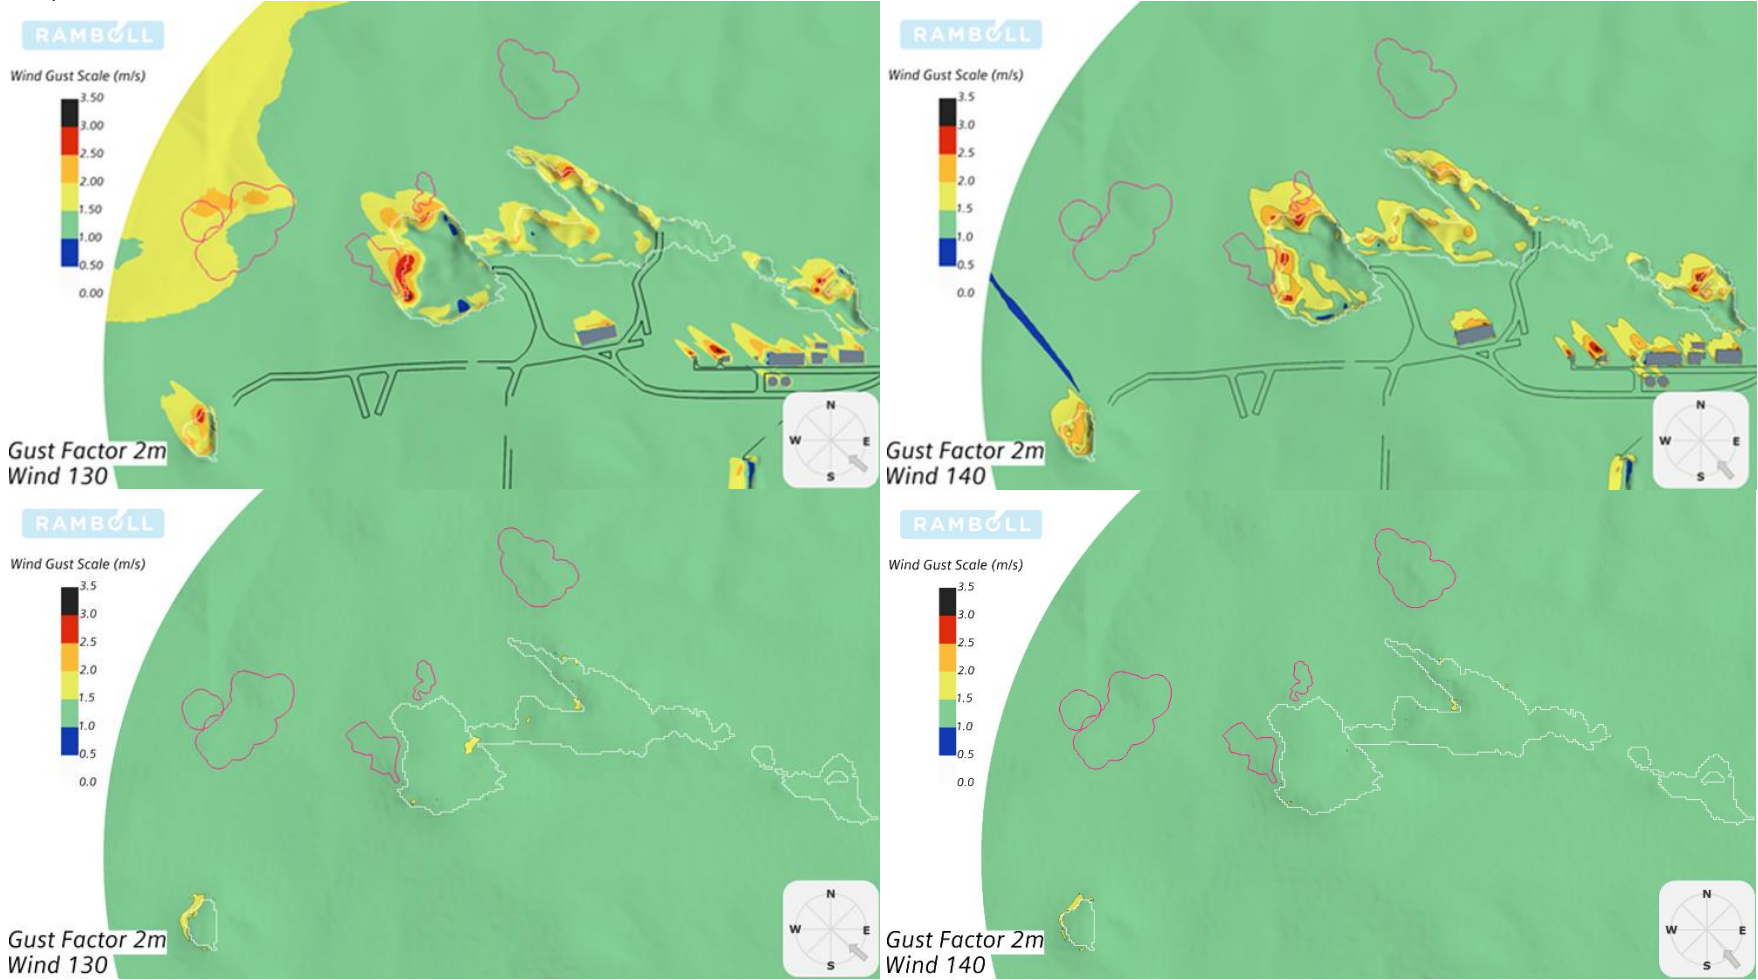 RAMBOLL
Wind Gust Scale (m/s)
3.50
3.00
2.50
2.00
1.50
1.00
0.50
0.00
N
W E
S
Gust Factor 2m
Wind 130
RAMBOLL
Wind Gust Scale (m/s)
3.5
3.0
2.5
2.0
1.5
1.0
0.5
0.0
N
W E
S
Gust Factor 2m
Wind 140
RAMBOLL
Wind Gust Scale (m/s)
3.5
3.0
2.5
2.0
1.5
1.0
0.5
0.0
N
W E
S
Gust Factor 2m
Wind 130
RAMBOLL
Wind Gust Scale (m/s)
3.5
3.0
2.5
2.0
1.5
1.0
0.5
0.0
N
W E
S
Gust Factor 2m
Wind 140